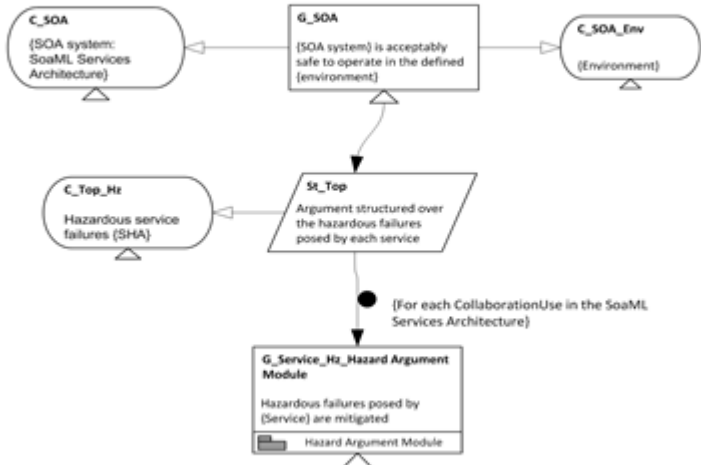 C_SOA
{SOA system:
SoaML Services
Architecture}
G_SOA
{SOA system} is acceptably
safe to operate in the defined
{environment}
C_SOA_Env
{Environment}
C_Top_Hz
Hazardous service
failures {SHA}
St_Top
Argument structured over
the hazardous failures
posed by each service
{For each CollaborationUse in the SoaML
Services Architecture}
G_Service_Hz_Hazard Argument
Module
Hazardous failures posed by
{Service} are mitigated
Hazard Argument Module